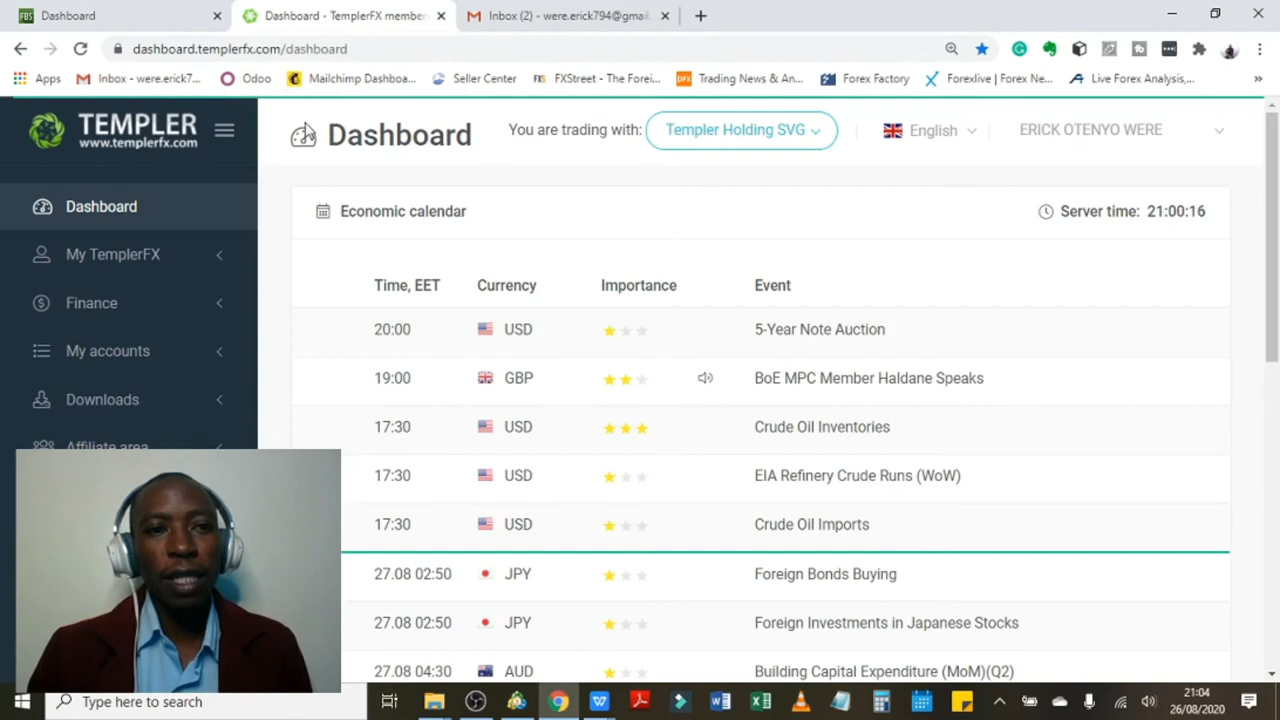 FBS
Dashboard
Dashboard - TemplerFX member
Inbox (2) - were.erick794@gmail.
dashboard.templerfx.com/dashboard
Apps
Inbox - were.erick7...
Odoo
Mailchimp Dashboa...
Seller Center
FXS
FXStreet - The Forei...
DFX
Trading News & An...
Forex Factory
Forexlive | Forex Ne...
Live Forex Analysis,...
»
TEMPLER
www.templerfx.com
Dashboard
My TemplerFX
Finance
My accounts
Downloads
Affiliate area
Dashboard
You are trading with:
Templer Holding SVG
English
ERICK OTENYO WERE
Economic calendar
Server time: 21:00:16
Time, EET Currency Importance Event
20:00 USD 5-Year Note Auction
19:00 GBP BoE MPC Member Haldane Speaks
17:30 USD Crude Oil Inventories
17:30 USD EIA Refinery Crude Runs (WoW)
17:30 USD Crude Oil Imports
27.08 02:50 JPY Foreign Bonds Buying
27.08 02:50 JPY Foreign Investments in Japanese Stocks
27.08 04:30 AUD Building Capital Expenditure (MoM)(Q2)
Type here to search
21:04
26/08/2020